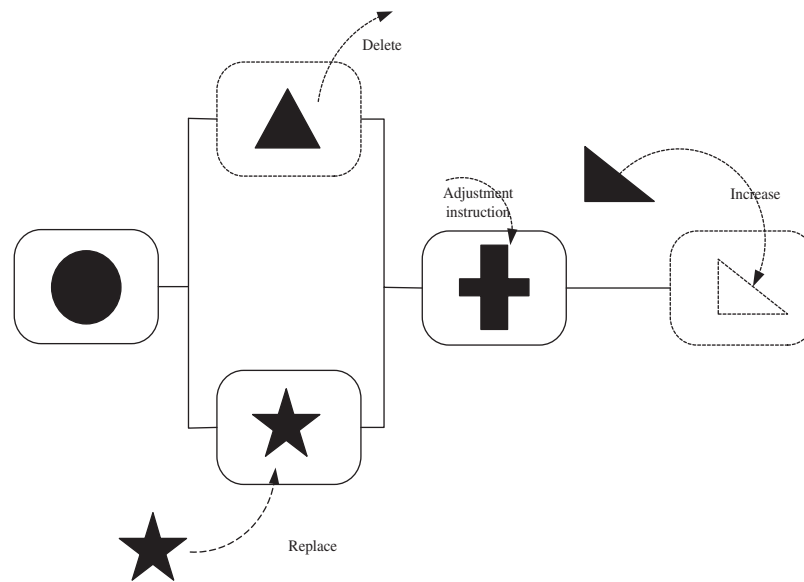 Delete
Adjustment
instruction
Increase
Replace